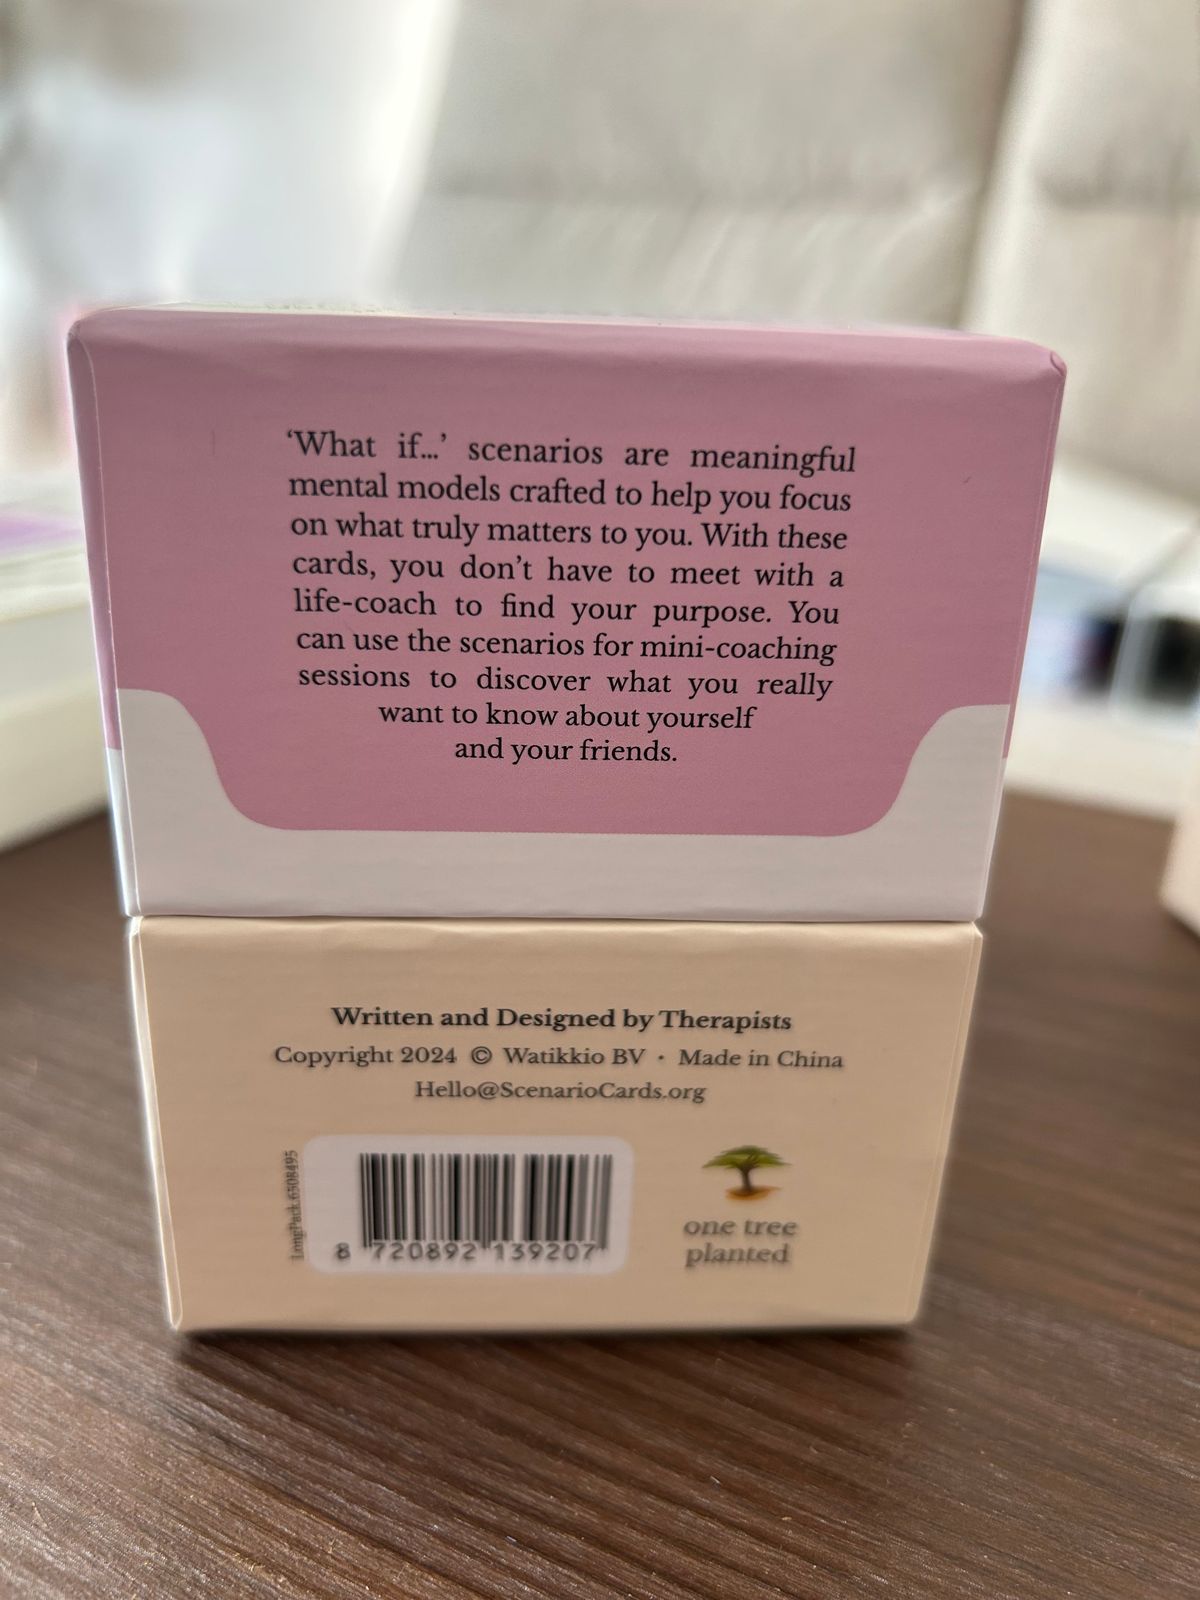 ‘What if...’ scenarios are meaningful
mental models crafted to help you focus
on what truly matters to you. With these
cards, you don’t have to meet with a
life-coach to find your purpose. You
can use the scenarios for mini-coaching
sessions to discover what you really
want to know about yourself
and your friends.
Written and Designed by Therapists
Copyright 2024 © Watikkio BV · Made in China
Hello@ScenarioCards.org
LongPack.6508495
8 720892 139207
one tree
planted